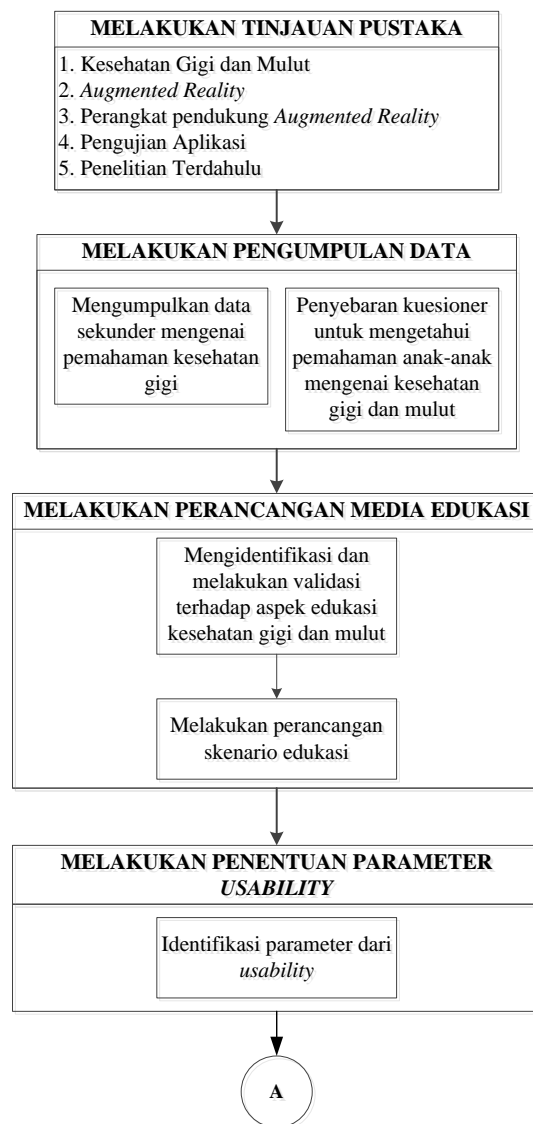 MELAKUKAN TINJAUAN PUSTAKA
1. Kesehatan Gigi dan Mulut
2. Augmented Reality
3. Perangkat pendukung Augmented Reality
4. Pengujian Aplikasi
5. Penelitian Terdahulu
MELAKUKAN PENGUMPULAN DATA
Mengumpulkan data
sekunder mengenai
pemahaman kesehatan
gigi
Penyebaran kuesioner
untuk mengetahui
pemahaman anak-anak
mengenai kesehatan
gigi dan mulut
MELAKUKAN PERANCANGAN MEDIA EDUKASI
Mengidentifikasi dan
melakukan validasi
terhadap aspek edukasi
kesehatan gigi dan mulut
Melakukan perancangan
skenario edukasi
MELAKUKAN PENENTUAN PARAMETER
USABILITY
Identifikasi parameter dari
usability
A